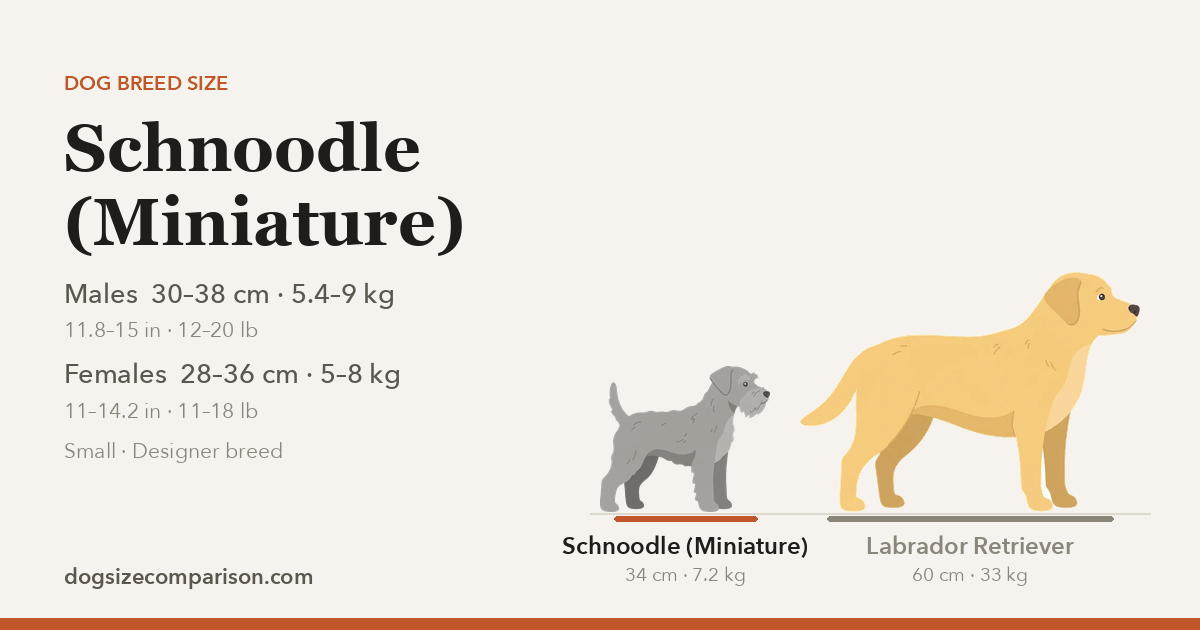 DOG BREED SIZE
Schnoodle
(Miniature)
Males 30–38 cm · 5.4–9 kg
11.8–15 in · 12–20 lb
Females 28–36 cm · 5–8 kg
11–14.2 in · 11–18 lb
Small · Designer breed
dogsizecomparison.com
Schnoodle (Miniature)
34 cm · 7.2 kg
Labrador Retriever
60 cm · 33 kg